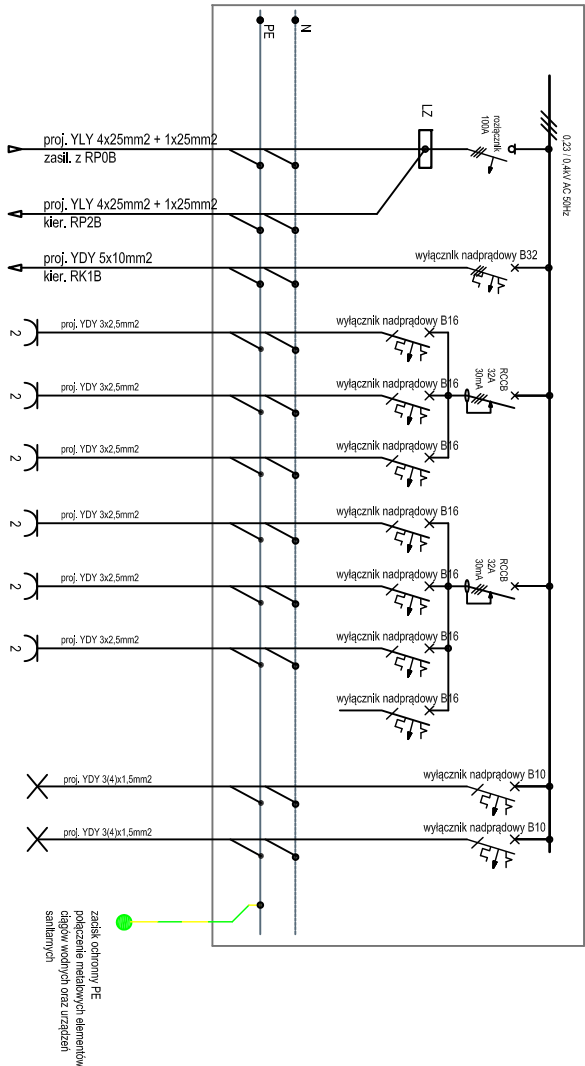 0,23 / 0,4kV AC 50Hz
N
PE
rozłącznik
100A
LZ
proj. YLY 4x25mm2 + 1x25mm2
zasil. z RP0B
proj. YLY 4x25mm2 + 1x25mm2
kier. RP2B
wyłącznik nadprądowy B32
proj. YDY 5x10mm2
kier. RK1B
wyłącznik nadprądowy B16
proj. YDY 3x2,5mm2
2
RCCB
32A
30mA
wyłącznik nadprądowy B16
proj. YDY 3x2,5mm2
2
wyłącznik nadprądowy B16
proj. YDY 3x2,5mm2
2
wyłącznik nadprądowy B16
proj. YDY 3x2,5mm2
2
RCCB
32A
30mA
wyłącznik nadprądowy B16
proj. YDY 3x2,5mm2
2
wyłącznik nadprądowy B16
proj. YDY 3x2,5mm2
2
wyłącznik nadprądowy B16
wyłącznik nadprądowy B10
proj. YDY 3(4)x1,5mm2
wyłącznik nadprądowy B10
proj. YDY 3(4)x1,5mm2
zacisk ochronny PE
połączenie metalowych elementów
ciągów wodnych oraz urządzeń
sanitarnych